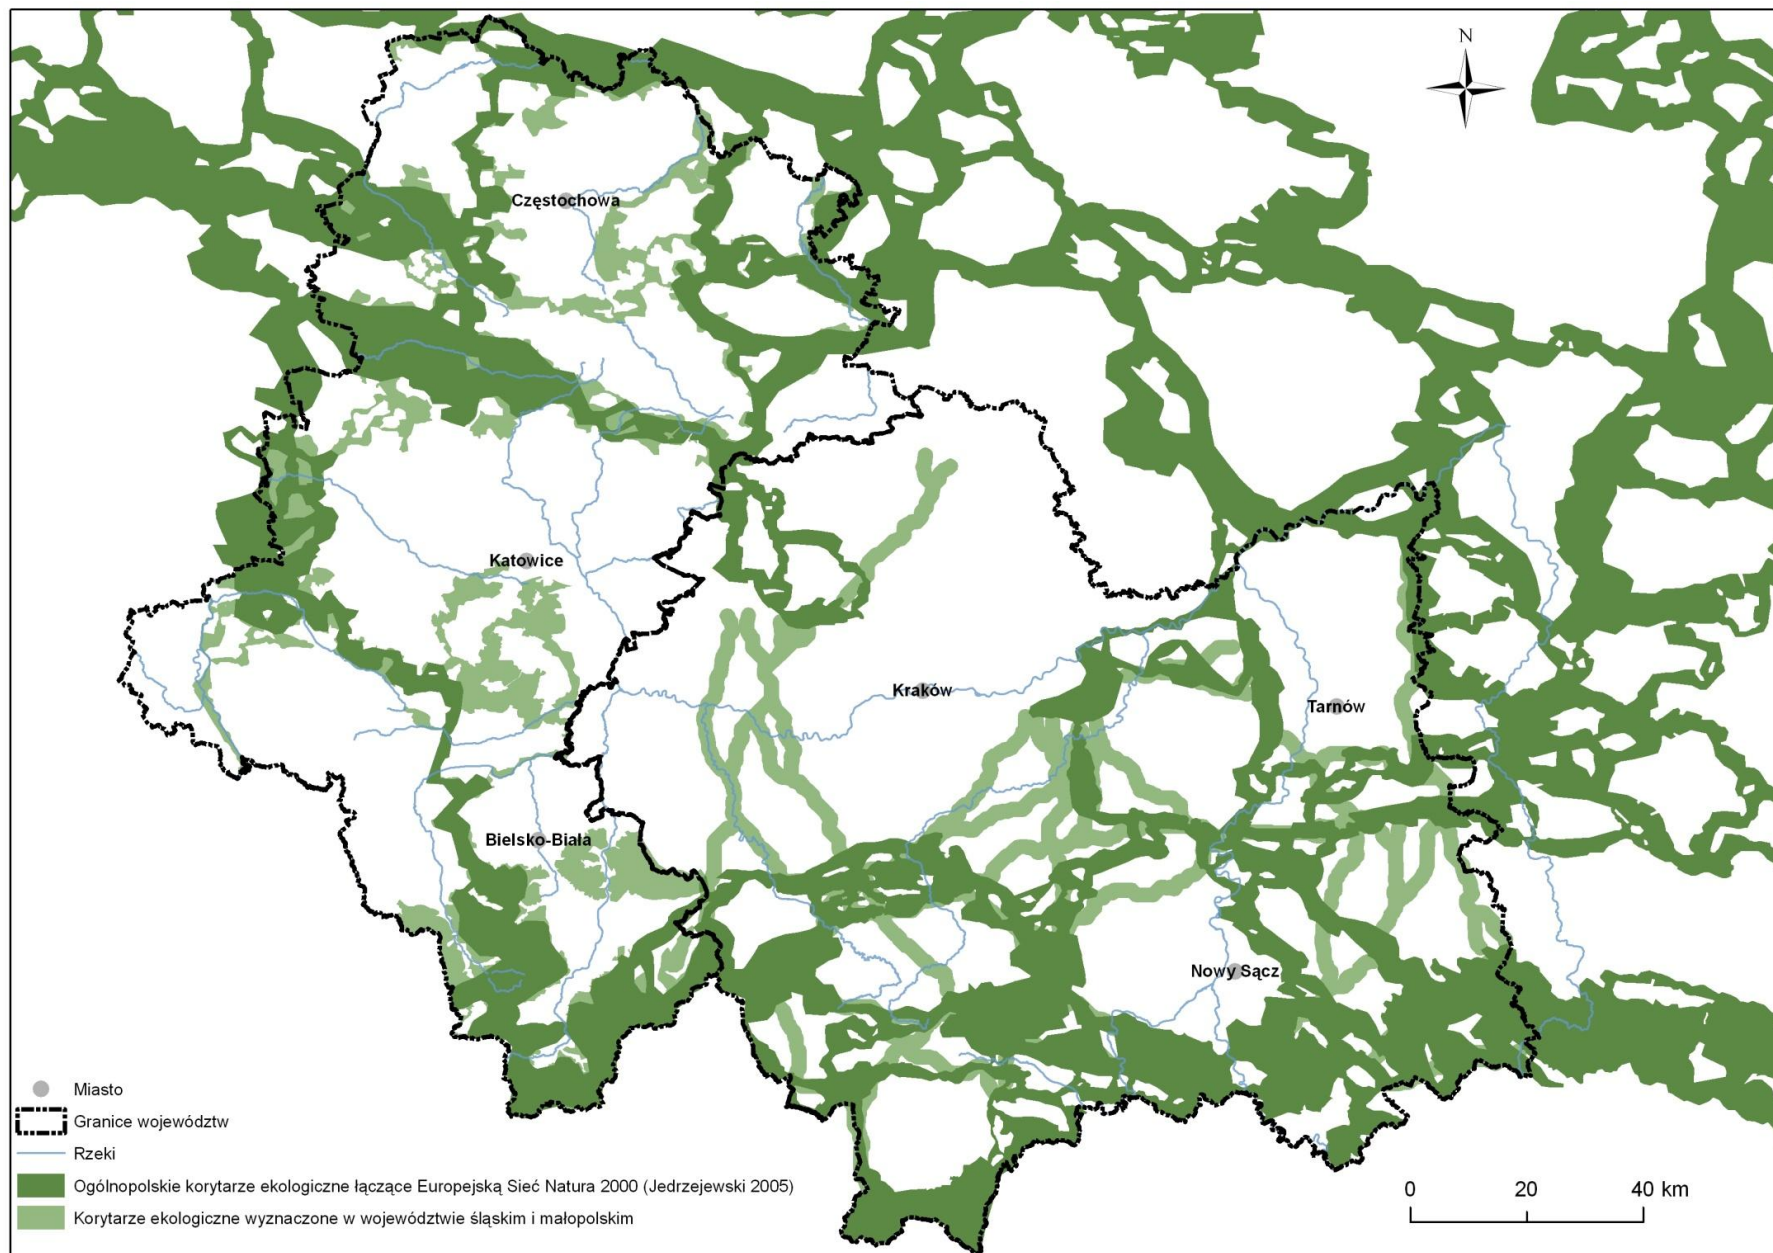 N
Częstochowa
Katowice
Kraków
Tarnów
Bielsko-Biała
Nowy Sącz
Miasto
Granice województw
Rzeki
Ogólnopolskie korytarze ekologiczne łączące Europejską Sieć Natura 2000 (Jedrzejewski 2005)
Korytarze ekologiczne wyznaczone w województwie śląskim i małopolskim
0 20 40 km